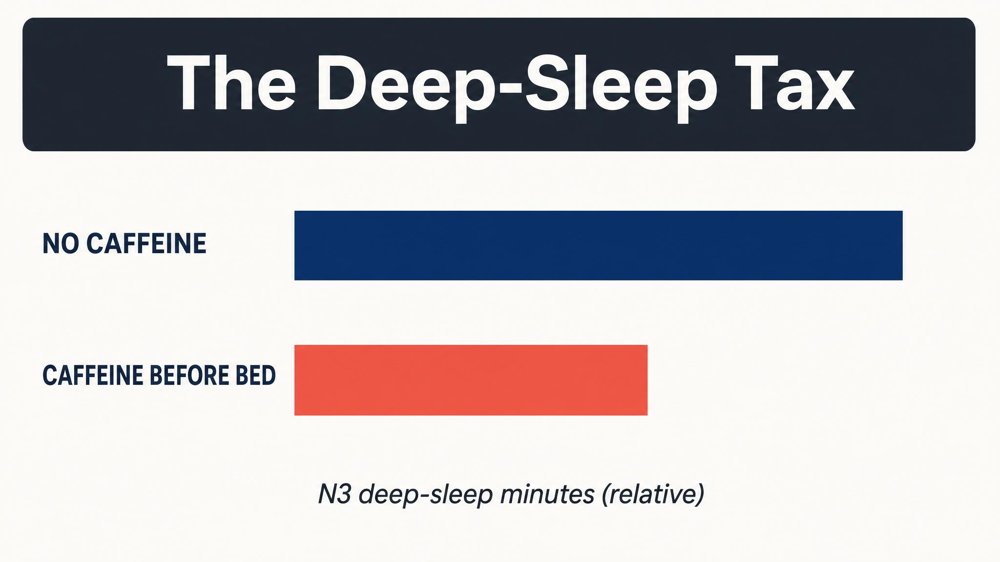 The Deep-Sleep Tax
NO CAFFEINE
CAFFEINE BEFORE BED
N3 deep-sleep minutes (relative)